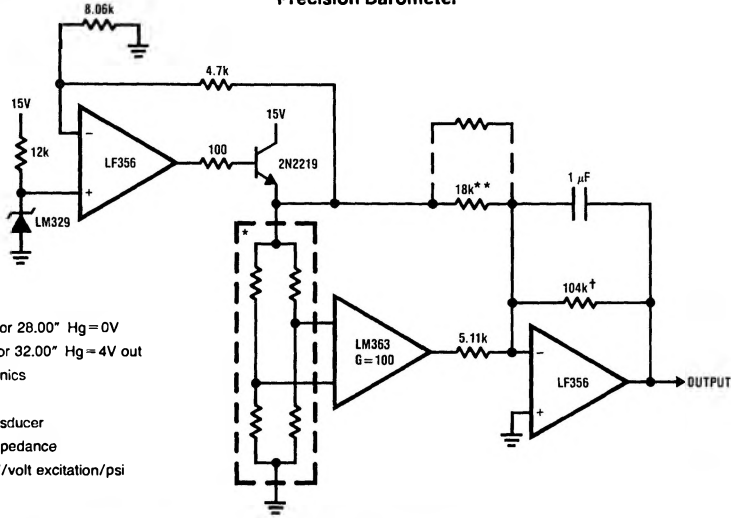 Precision Barometer
8.06k
4.7k
15V
15V
12k
LF356
100
2N2219
LM329
18k**
1 µF
*
104k†
or 28.00" Hg=0V
or 32.00" Hg=4V out
nics
LM363
G=100
5.11k
LF356
OUTPUT
sducer
pedance
/volt excitation/psi